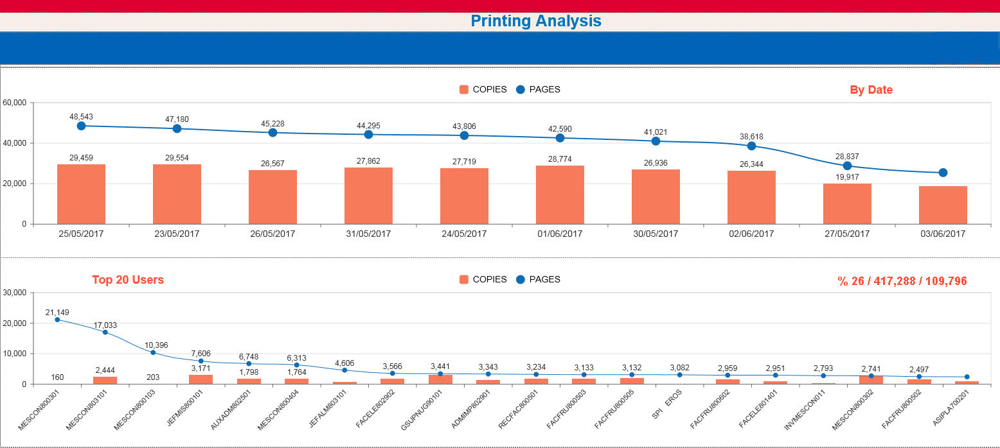 Printing Analysis
COPIES PAGES By Date
60,000
40,000
20,000
0
48,543 47,180 45,228 44,295 43,806 42,590 41,021 38,618 28,837
29,459 29,554 26,567 27,862 27,719 28,774 26,936 26,344 19,917
25/05/2017 23/05/2017 26/05/2017 31/05/2017 24/05/2017 01/06/2017 30/05/2017 02/06/2017 27/05/2017 03/06/2017
Top 20 Users COPIES PAGES % 26 / 417,288 / 109,796
30,000
20,000
10,000
0
21,149 17,033 10,396 7,606 6,748 6,313 4,606 3,566 3,441 3,343 3,234 3,133 3,132 3,082 2,959 2,951 2,793 2,741 2,497
160 2,444 203 3,171 1,798 1,764
MESCON800301 MESCON803101 MESCON800103 JEFMIS800101 AUXADM802501 MESCON800404 JEFALM803101 FACELE802902 GSUPNUG90101 ADMIMP802901 RECFAC800501 FACFRU800503 FACFRU800505 SPI EROS FACFRU800602 FACELE801401 INVMESCON011 MESCON800302 FACFRU800502 ASIPLA700201